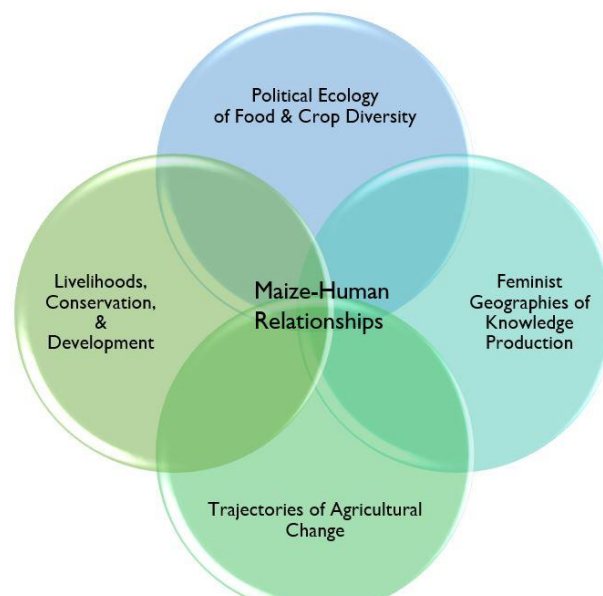 Political Ecology
of Food & Crop Diversity
Livelihoods,
Conservation,
&
Development
Maize-Human
Relationships
Feminist
Geographies of
Knowledge
Production
Trajectories of Agricultural
Change